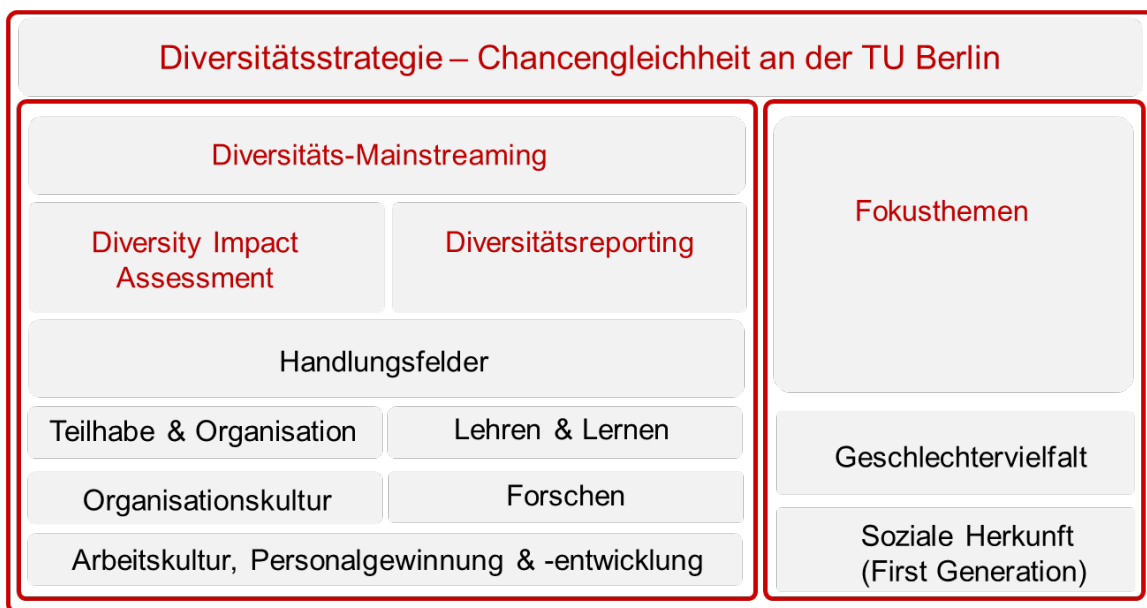 Diversitätsstrategie – Chancengleichheit an der TU Berlin
Diversitäts-Mainstreaming
Diversity Impact
Assessment
Diversitätsreporting
Handlungsfelder
Teilhabe & Organisation
Lehren & Lernen
Organisationskultur
Forschen
Arbeitskultur, Personalgewinnung & -entwicklung
Fokusthemen
Geschlechtervielfalt
Soziale Herkunft
(First Generation)